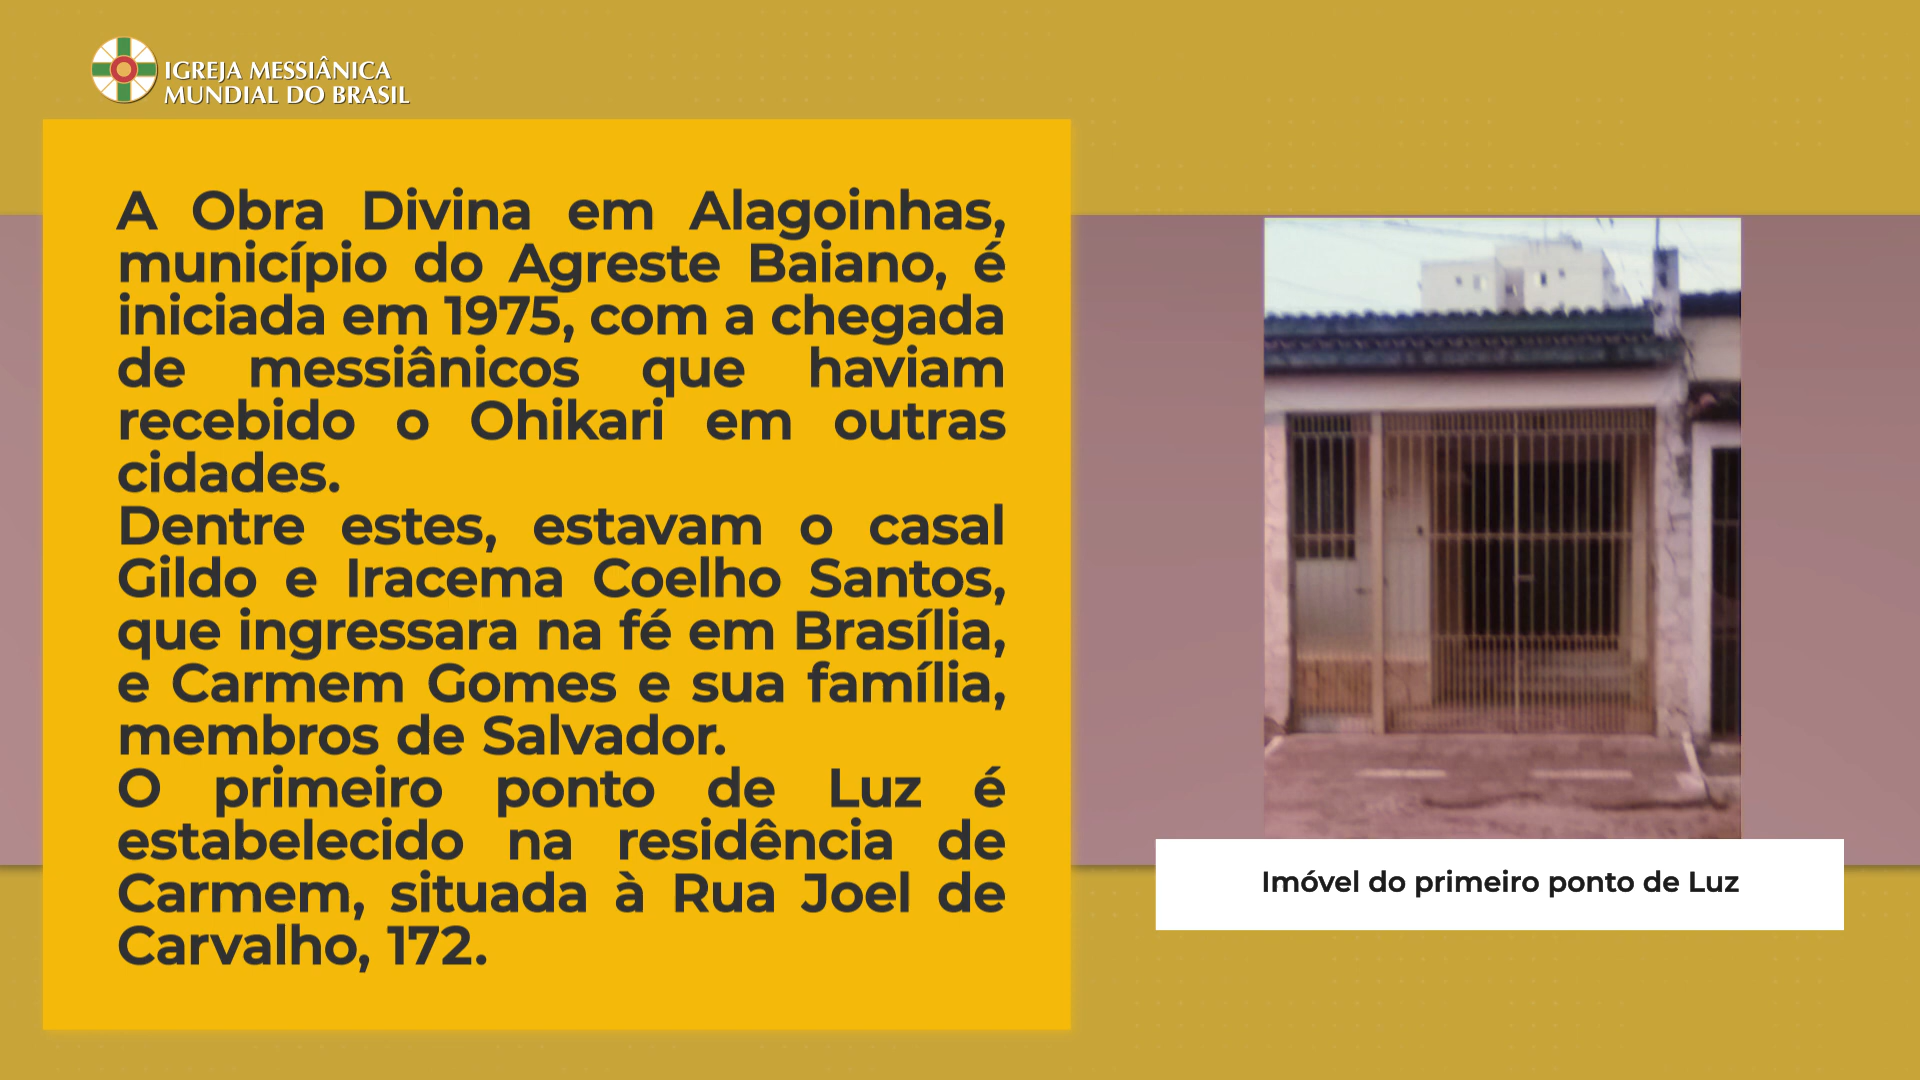 IGREJA MESSIÂNICA
MUNDIAL DO BRASIL
A Obra Divina em Alagoinhas,
município do Agreste Baiano, é
iniciada em 1975, com a chegada
de messiânicos que haviam
recebido o Ohikari em outras
cidades.
Dentre estes, estavam o casal
Gildo e Iracema Coelho Santos,
que ingressara na fé em Brasília,
e Carmem Gomes e sua família,
membros de Salvador.
O primeiro ponto de Luz é
estabelecido na residência de
Carmem, situada à Rua Joel de
Carvalho, 172.
Imóvel do primeiro ponto de Luz